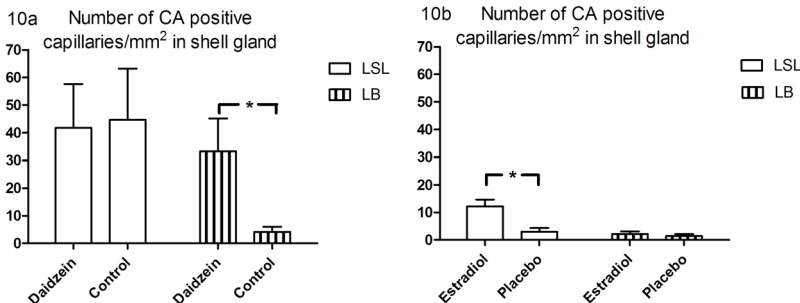 10a
Number of CA positive
capillaries/mm² in shell gland
70
60
50
40
30
20
10
0
LSL
LB
*
Daidzein
Control
Daidzein
Control
10b
Number of CA positive
capillaries/mm² in shell gland
70
60
50
40
30
20
10
0
LSL
LB
*
Estradiol
Placebo
Estradiol
Placebo